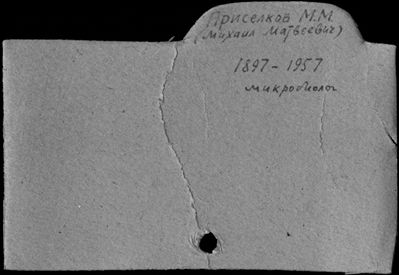 Приселков М.М.
(Михаил Матвеевич)
1897-1957
микробиолог